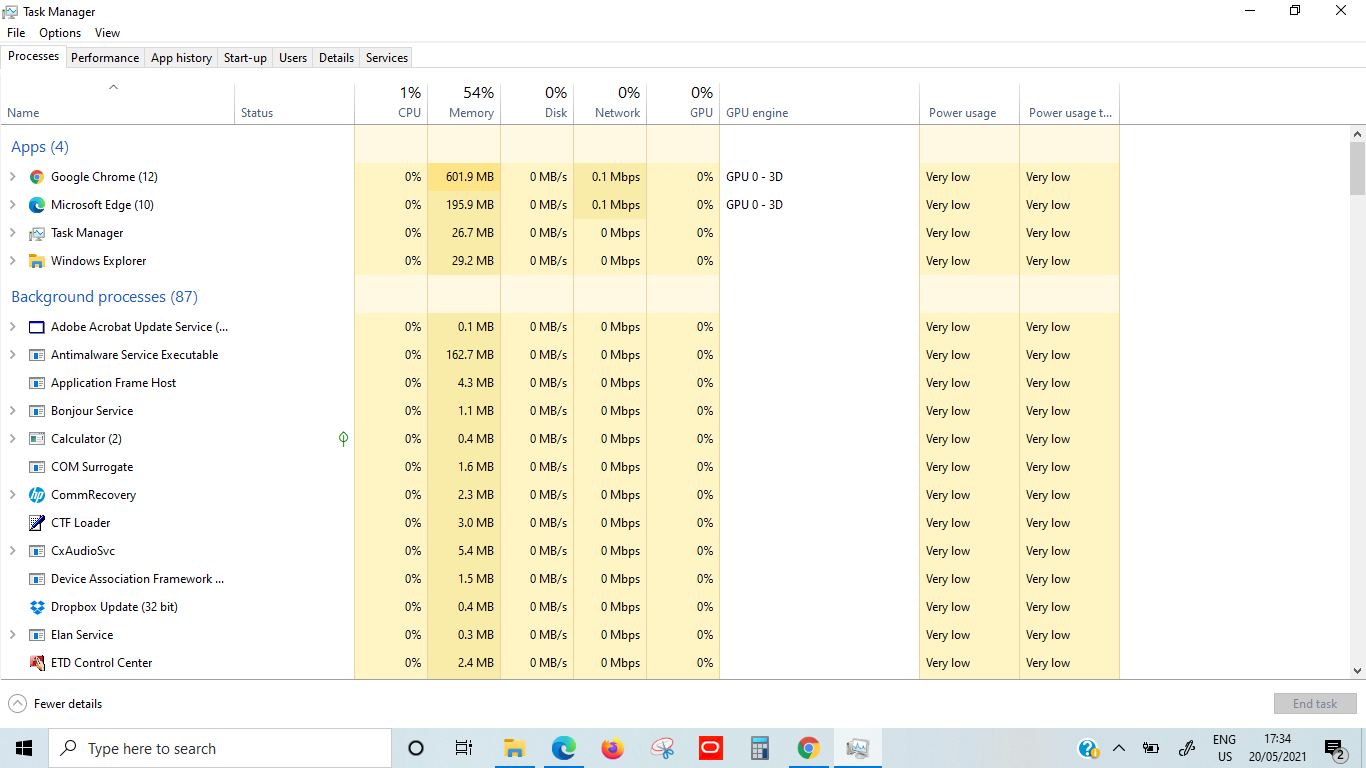 Task Manager
File Options View
Processes Performance App history Start-up Users Details Services
1% 54% 0% 0% 0%
Name Status CPU Memory Disk Network GPU GPU engine Power usage Power usage t...
Apps (4)
Google Chrome (12) 0% 601.9 MB 0 MB/s 0.1 Mbps 0% GPU 0 - 3D Very low Very low
Microsoft Edge (10) 0% 195.9 MB 0 MB/s 0.1 Mbps 0% GPU 0 - 3D Very low Very low
Task Manager 0% 26.7 MB 0 MB/s 0 Mbps 0% Very low Very low
Windows Explorer 0% 29.2 MB 0 MB/s 0 Mbps 0% Very low Very low
Background processes (87)
Adobe Acrobat Update Service (... 0% 0.1 MB 0 MB/s 0 Mbps 0% Very low Very low
Antimalware Service Executable 0% 162.7 MB 0 MB/s 0 Mbps 0% Very low Very low
Application Frame Host 0% 4.3 MB 0 MB/s 0 Mbps 0% Very low Very low
Bonjour Service 0% 1.1 MB 0 MB/s 0 Mbps 0% Very low Very low
Calculator (2) 0% 0.4 MB 0 MB/s 0 Mbps 0% Very low Very low
COM Surrogate 0% 1.6 MB 0 MB/s 0 Mbps 0% Very low Very low
CommRecovery 0% 2.3 MB 0 MB/s 0 Mbps 0% Very low Very low
CTF Loader 0% 3.0 MB 0 MB/s 0 Mbps 0% Very low Very low
CxAudioSvc 0% 5.4 MB 0 MB/s 0 Mbps 0% Very low Very low
Device Association Framework ... 0% 1.5 MB 0 MB/s 0 Mbps 0% Very low Very low
Dropbox Update (32 bit) 0% 0.4 MB 0 MB/s 0 Mbps 0% Very low Very low
Elan Service 0% 0.3 MB 0 MB/s 0 Mbps 0% Very low Very low
ETD Control Center 0% 2.4 MB 0 MB/s 0 Mbps 0% Very low Very low
Fewer details End task
Type here to search
ENG 17:34
US 20/05/2021 2